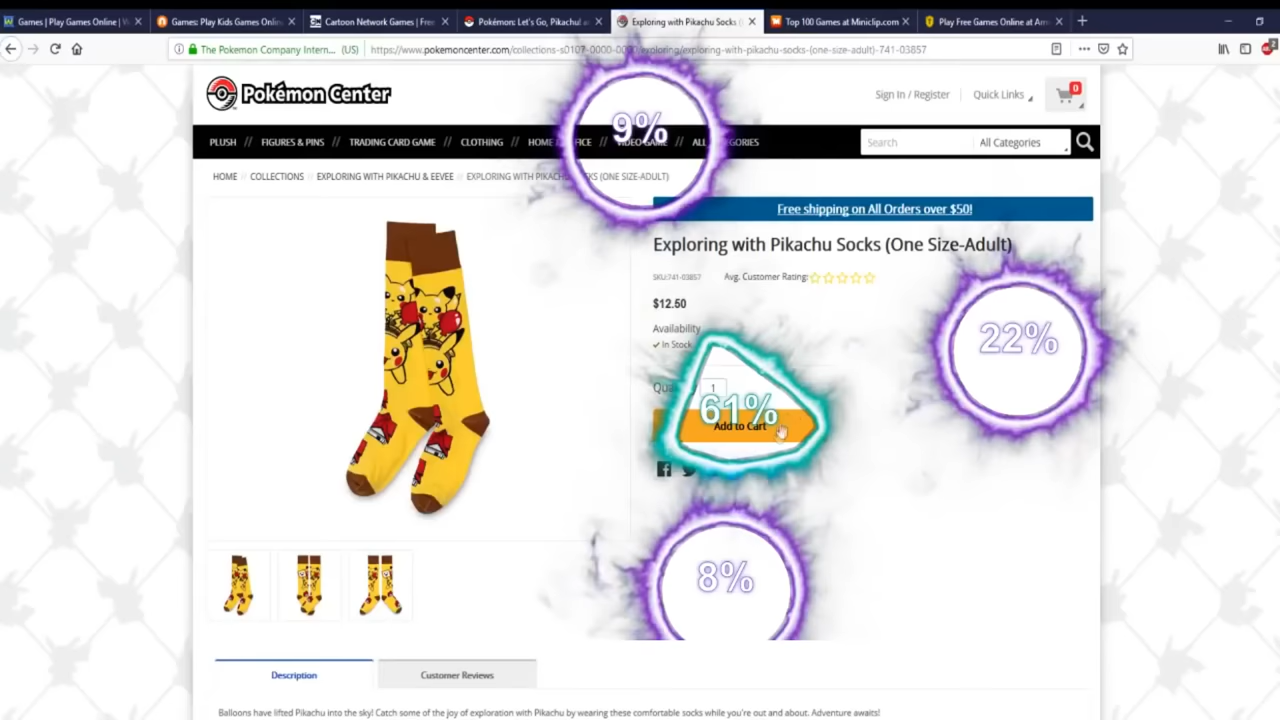 Games | Play Games Online |
Games: Play Kids Games Onlin
Cartoon Network Games | Free
Pokémon: Let's Go, Pikachu!
Exploring with Pikachu Socks
Top 100 Games at Miniclip.com
Play Free Games Online at Arm
The Pokemon Company Intern... (US)
https://www.pokemoncenter.com/collections-s0107-0000-0000/exploring/exploring-with-pikachu-socks-(one-size-adult)-741-03857
Pokémon Center
Sign In / Register
Quick Links
0
PLUSH // FIGURES & PINS // TRADING CARD GAME // CLOTHING // HOME FICE // VIDEO GAME // ALL EGORIES
Search
All Categories
9%
HOME // COLLECTIONS // EXPLORING WITH PIKACHU & EEVEE // EXPLORING WITH PIKACHU KS (ONE SIZE-ADULT)
Free shipping on All Orders over $50!
Exploring with Pikachu Socks (One Size-Adult)
SKU:741-03857
Avg. Customer Rating:
$12.50
Availability
In Stock
22%
1
61%
Add to Cart
8%
Description
Customer Reviews
Balloons have lifted Pikachu into the sky! Catch some of the joy of exploration with Pikachu by wearing these comfortable socks while you're out and about. Adventure awaits!